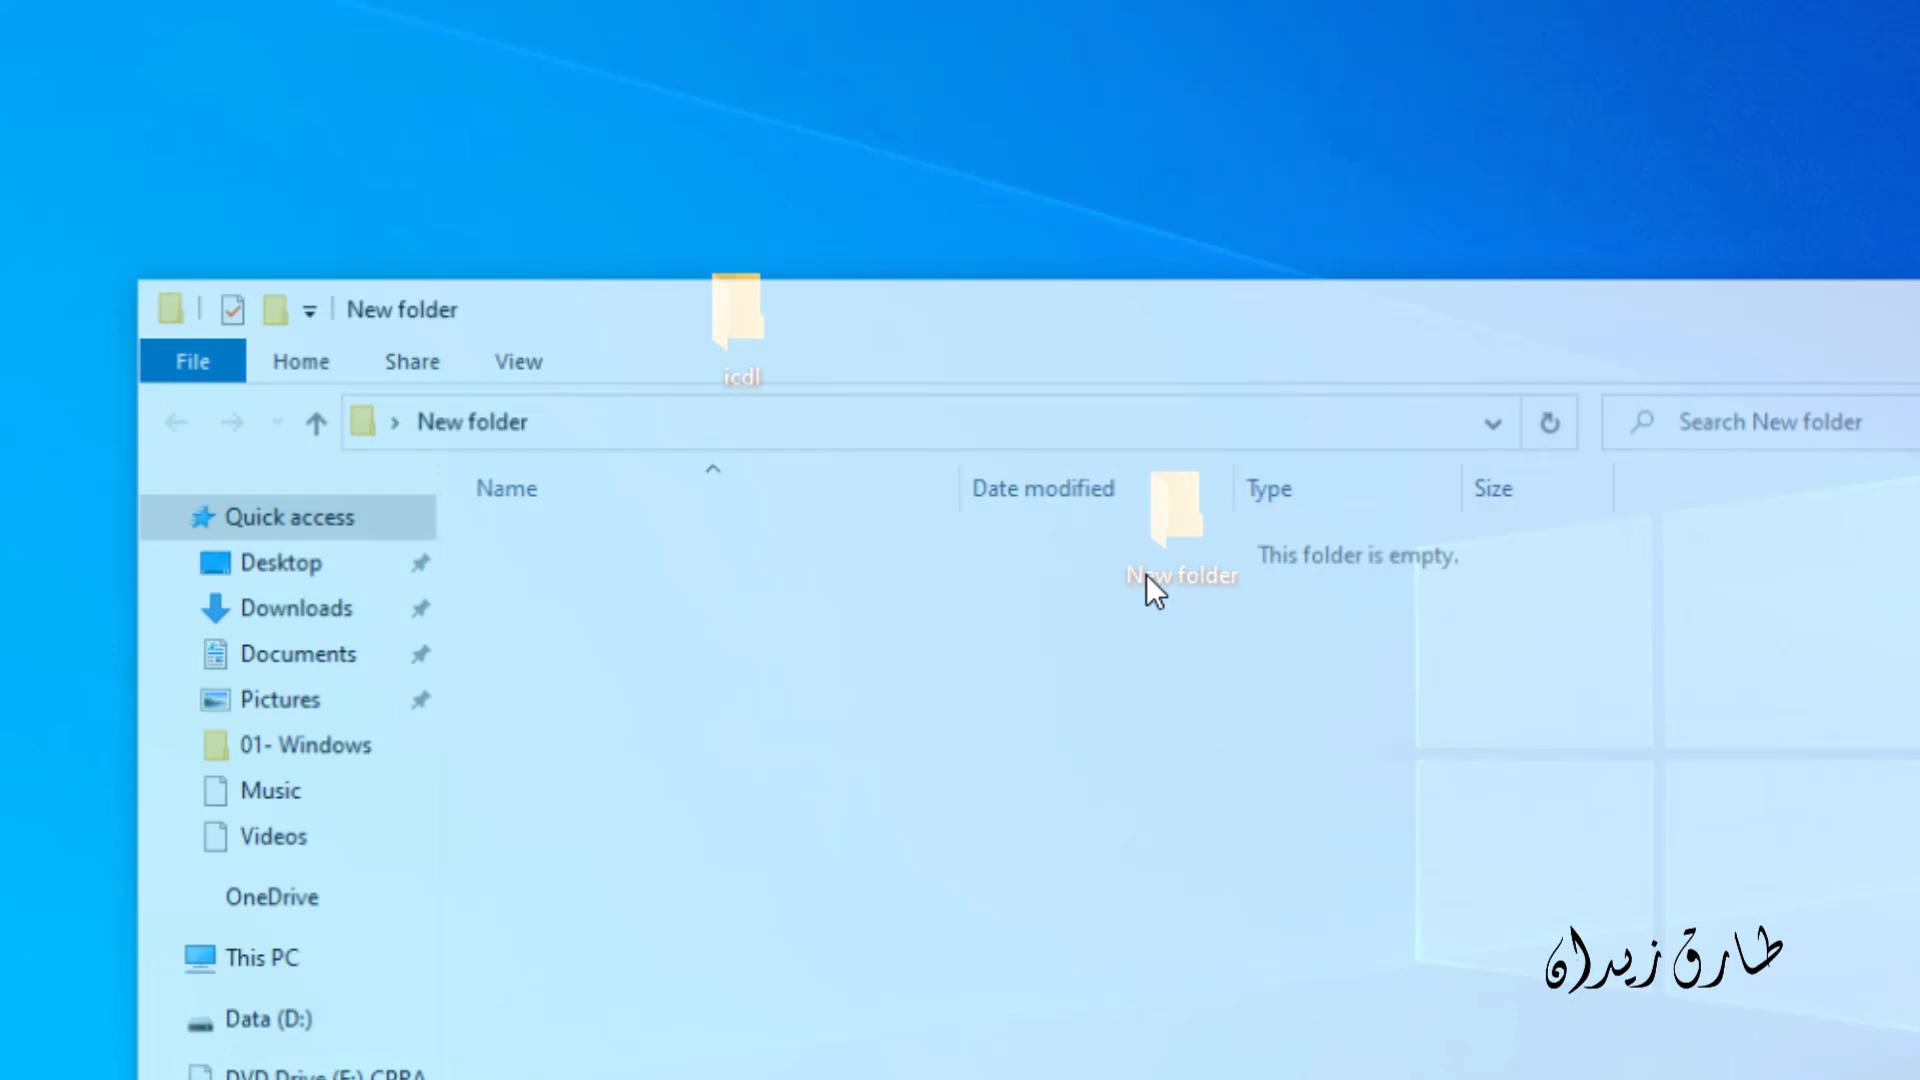 New folder
File Home Share View
icdl
New folder
Search New folder
Name Date modified Type Size
New folder
This folder is empty.
Quick access
Desktop
Downloads
Documents
Pictures
01- Windows
Music
Videos
OneDrive
This PC
Data (D:)
DVD Drive (F:) CPRA
طارق زيدان